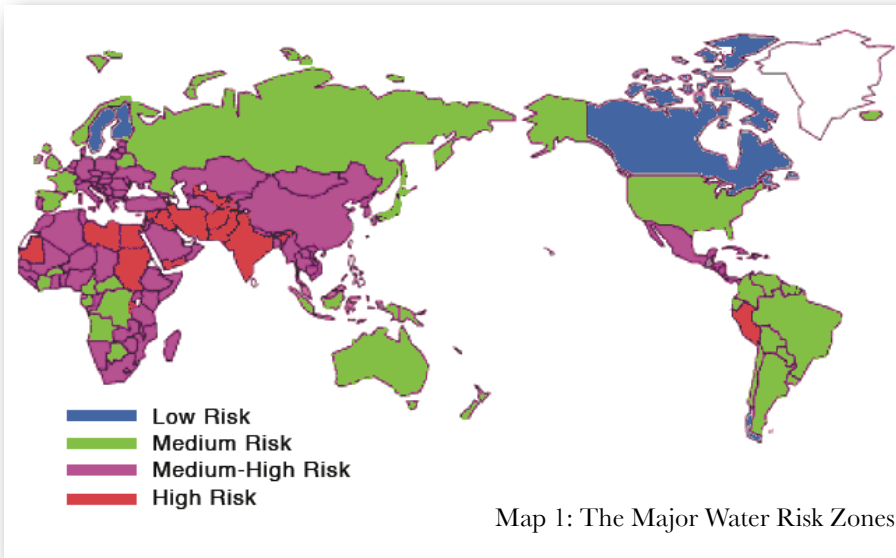 Low Risk
Medium Risk
Medium-High Risk
High Risk
Map 1: The Major Water Risk Zones